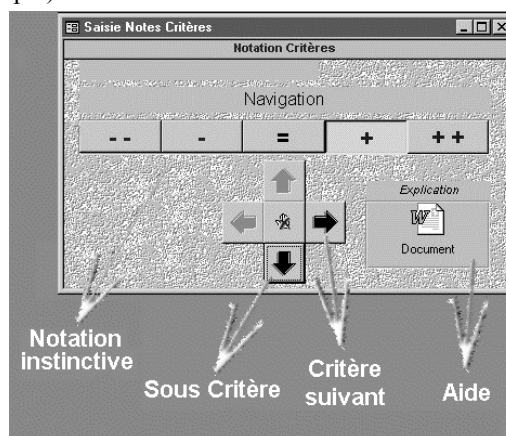 Saisie Notes Critères
Notation Critères
Navigation
- - - = + + +
Explication
W
Document
Notation
instinctive
Sous Critère
Critère
suivant
Aide